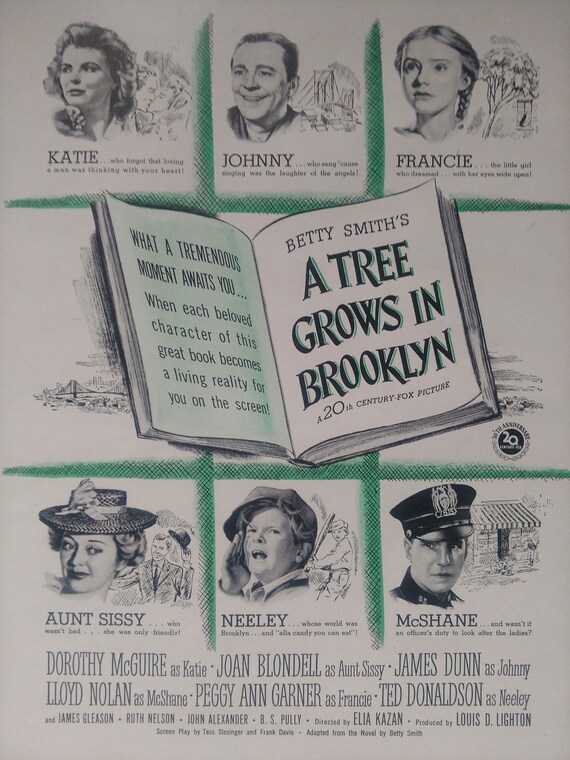 KATIE...who forgot that loving
a man was thinking with your heart!
JOHNNY...who sang 'cause
singing was the laughter of the angels!
FRANCIE...the little girl
who dreamed...with her eyes wide open!
WHAT A TREMENDOUS
MOMENT AWAITS YOU...
When each beloved
character of this
great book becomes
a living reality for
you on the screen!
BETTY SMITH'S
A TREE
GROWS IN
BROOKLYN
A 20th CENTURY-FOX PICTURE
ANNIVERSARY
20
CENTURY-FOX
AUNT SISSY...who
wasn't bad...she was only friendly!
NEELEY...whose world was
Brooklyn...and "alla candy you can eat"!
McSHANE...and wasn't it
an officer's duty to look after the ladies?
DOROTHY McGUIRE as Katie · JOAN BLONDELL as Aunt Sissy · JAMES DUNN as Johnny
LLOYD NOLAN as McShane · PEGGY ANN GARNER as Francie · TED DONALDSON as Neeley
and JAMES GLEASON · RUTH NELSON · JOHN ALEXANDER · B. S. PULLY · Directed by ELIA KAZAN · Produced by LOUIS D. LIGHTON
Screen Play by Tess Slesinger and Frank Davis · Adapted from the Novel by Betty Smith